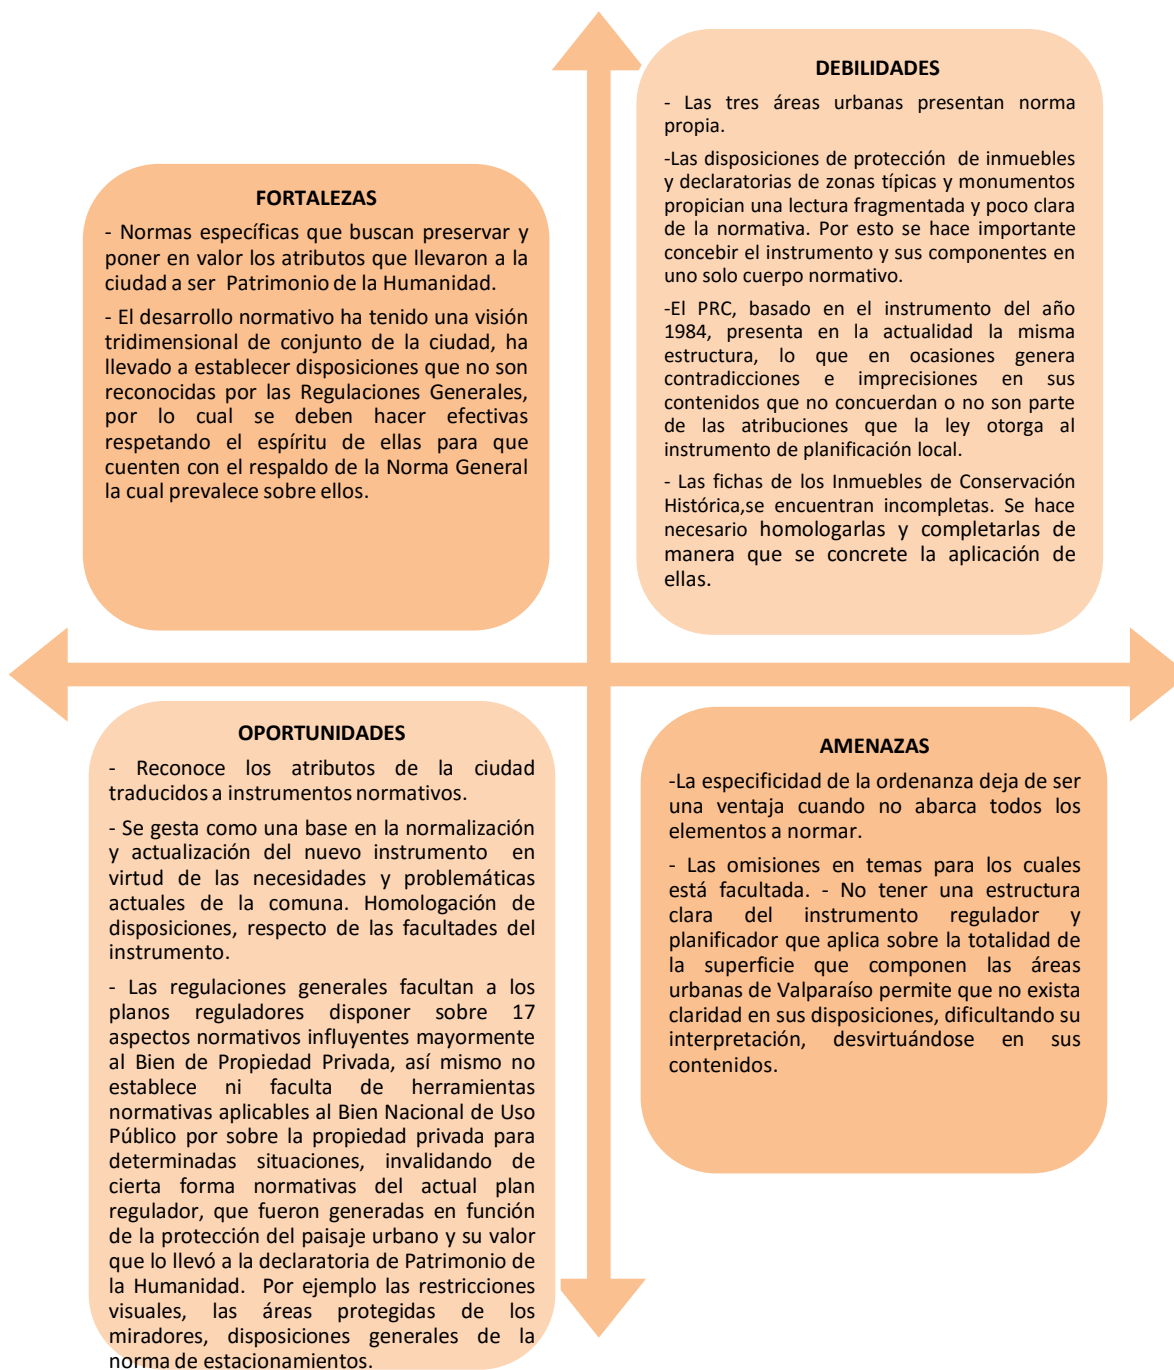 FORTALEZAS
- Normas específicas que buscan preservar y
poner en valor los atributos que llevaron a la
ciudad a ser Patrimonio de la Humanidad.
- El desarrollo normativo ha tenido una visión
tridimensional de conjunto de la ciudad, ha
llevado a establecer disposiciones que no son
reconocidas por las Regulaciones Generales,
por lo cual se deben hacer efectivas
respetando el espíritu de ellas para que
cuenten con el respaldo de la Norma General
la cual prevalece sobre ellos.
DEBILIDADES
- Las tres áreas urbanas presentan norma
propia.
-Las disposiciones de protección de inmuebles
y declaratorias de zonas típicas y monumentos
propician una lectura fragmentada y poco clara
de la normativa. Por esto se hace importante
concebir el instrumento y sus componentes en
uno solo cuerpo normativo.
-El PRC, basado en el instrumento del año
1984, presenta en la actualidad la misma
estructura, lo que en ocasiones genera
contradicciones e imprecisiones en sus
contenidos que no concuerdan o no son parte
de las atribuciones que la ley otorga al
instrumento de planificación local.
- Las fichas de los Inmuebles de Conservación
Histórica,se encuentran incompletas. Se hace
necesario homologarlas y completarlas de
manera que se concrete la aplicación de
ellas.
OPORTUNIDADES
- Reconoce los atributos de la ciudad
traducidos a instrumentos normativos.
- Se gesta como una base en la normalización
y actualización del nuevo instrumento en
virtud de las necesidades y problemáticas
actuales de la comuna. Homologación de
disposiciones, respecto de las facultades del
instrumento.
- Las regulaciones generales facultan a los
planos reguladores disponer sobre 17
aspectos normativos influyentes mayormente
al Bien de Propiedad Privada, así mismo no
establece ni faculta de herramientas
normativas aplicables al Bien Nacional de Uso
Público por sobre la propiedad privada para
determinadas situaciones, invalidando de
cierta forma normativas del actual plan
regulador, que fueron generadas en función
de la protección del paisaje urbano y su valor
que lo llevó a la declaratoria de Patrimonio de
la Humanidad. Por ejemplo las restricciones
visuales, las áreas protegidas de los
miradores, disposiciones generales de la
norma de estacionamientos.
AMENAZAS
-La especificidad de la ordenanza deja de ser
una ventaja cuando no abarca todos los
elementos a normar.
- Las omisiones en temas para los cuales
está facultada. - No tener una estructura
clara del instrumento regulador y
planificador que aplica sobre la totalidad de
la superficie que componen las áreas
urbanas de Valparaíso permite que no exista
claridad en sus disposiciones, dificultando su
interpretación, desvirtuándose en sus
contenidos.